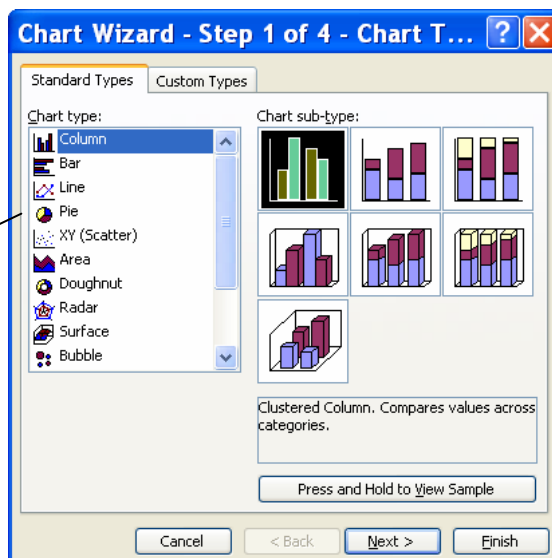 Chart Wizard - Step 1 of 4 - Chart T...
Standard Types
Custom Types
Chart type:
Column
Bar
Line
Pie
XY (Scatter)
Area
Doughnut
Radar
Surface
Bubble
Chart sub-type:
Clustered Column. Compares values across
categories.
Press and Hold to View Sample
Cancel
< Back
Next >
Finish